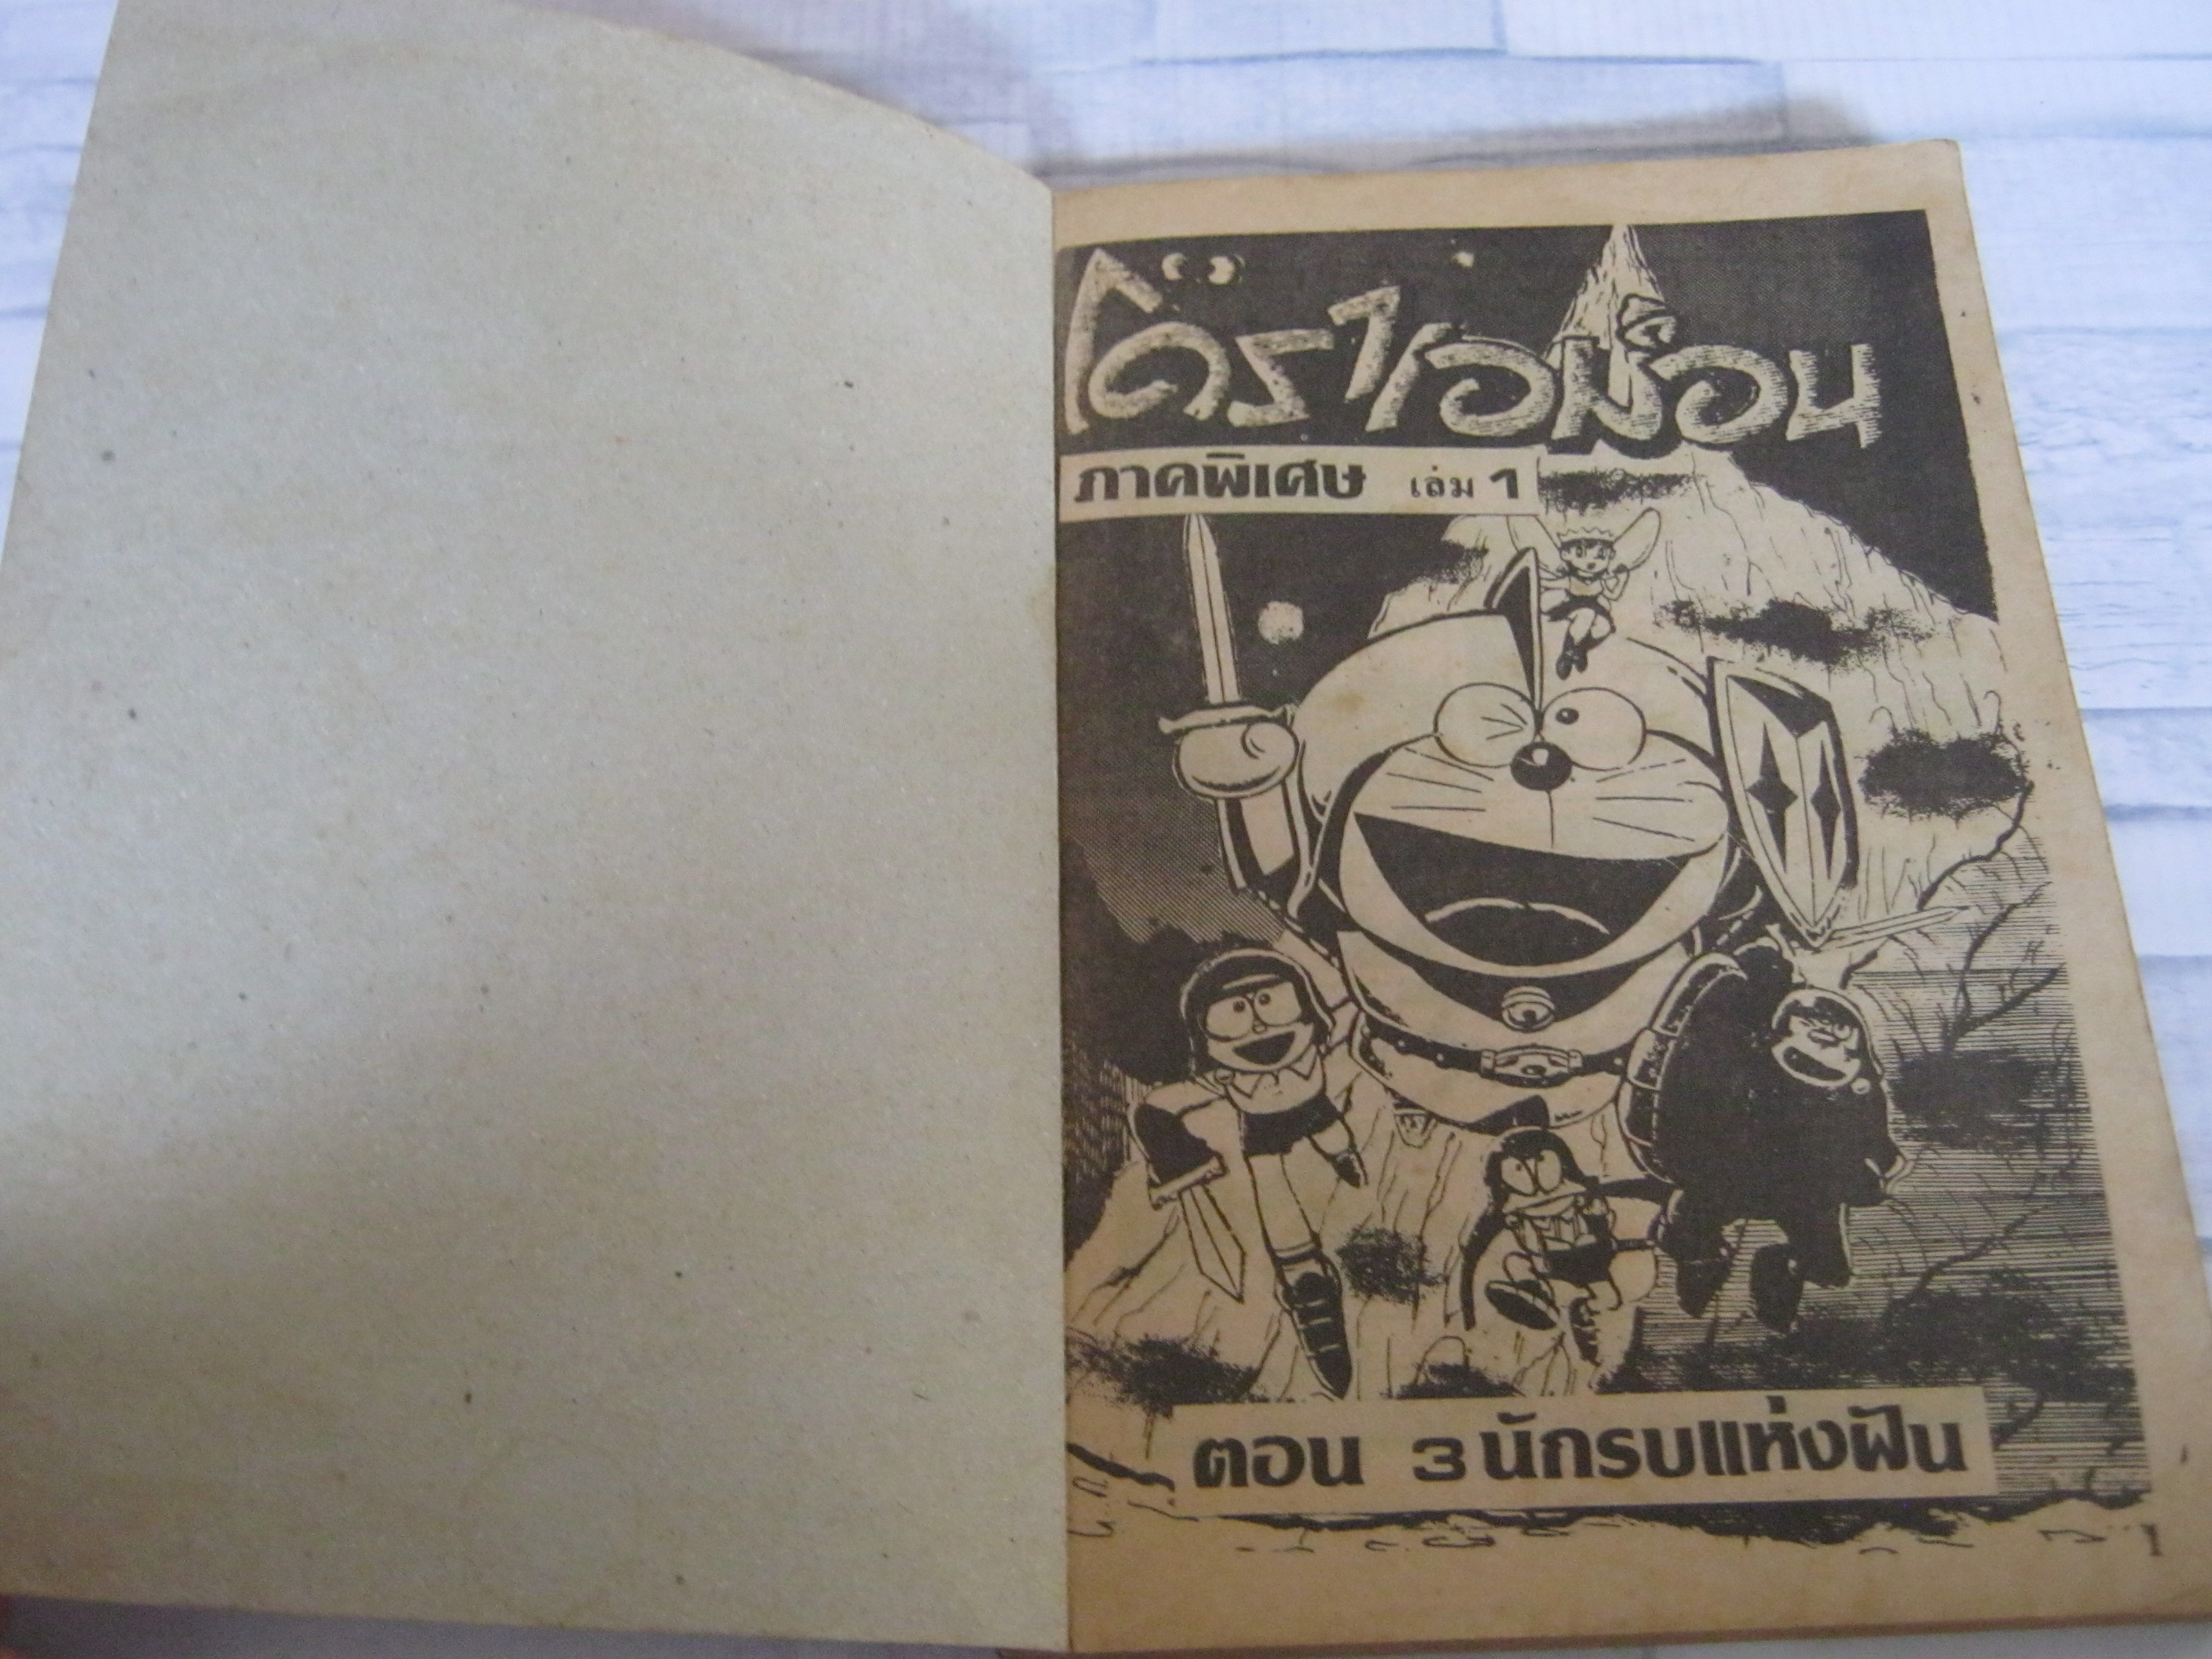 โดราเอม้อน
ภาคพิเศษ เล่ม 1
ตอน 3 นักรบแห่งฝัน
1